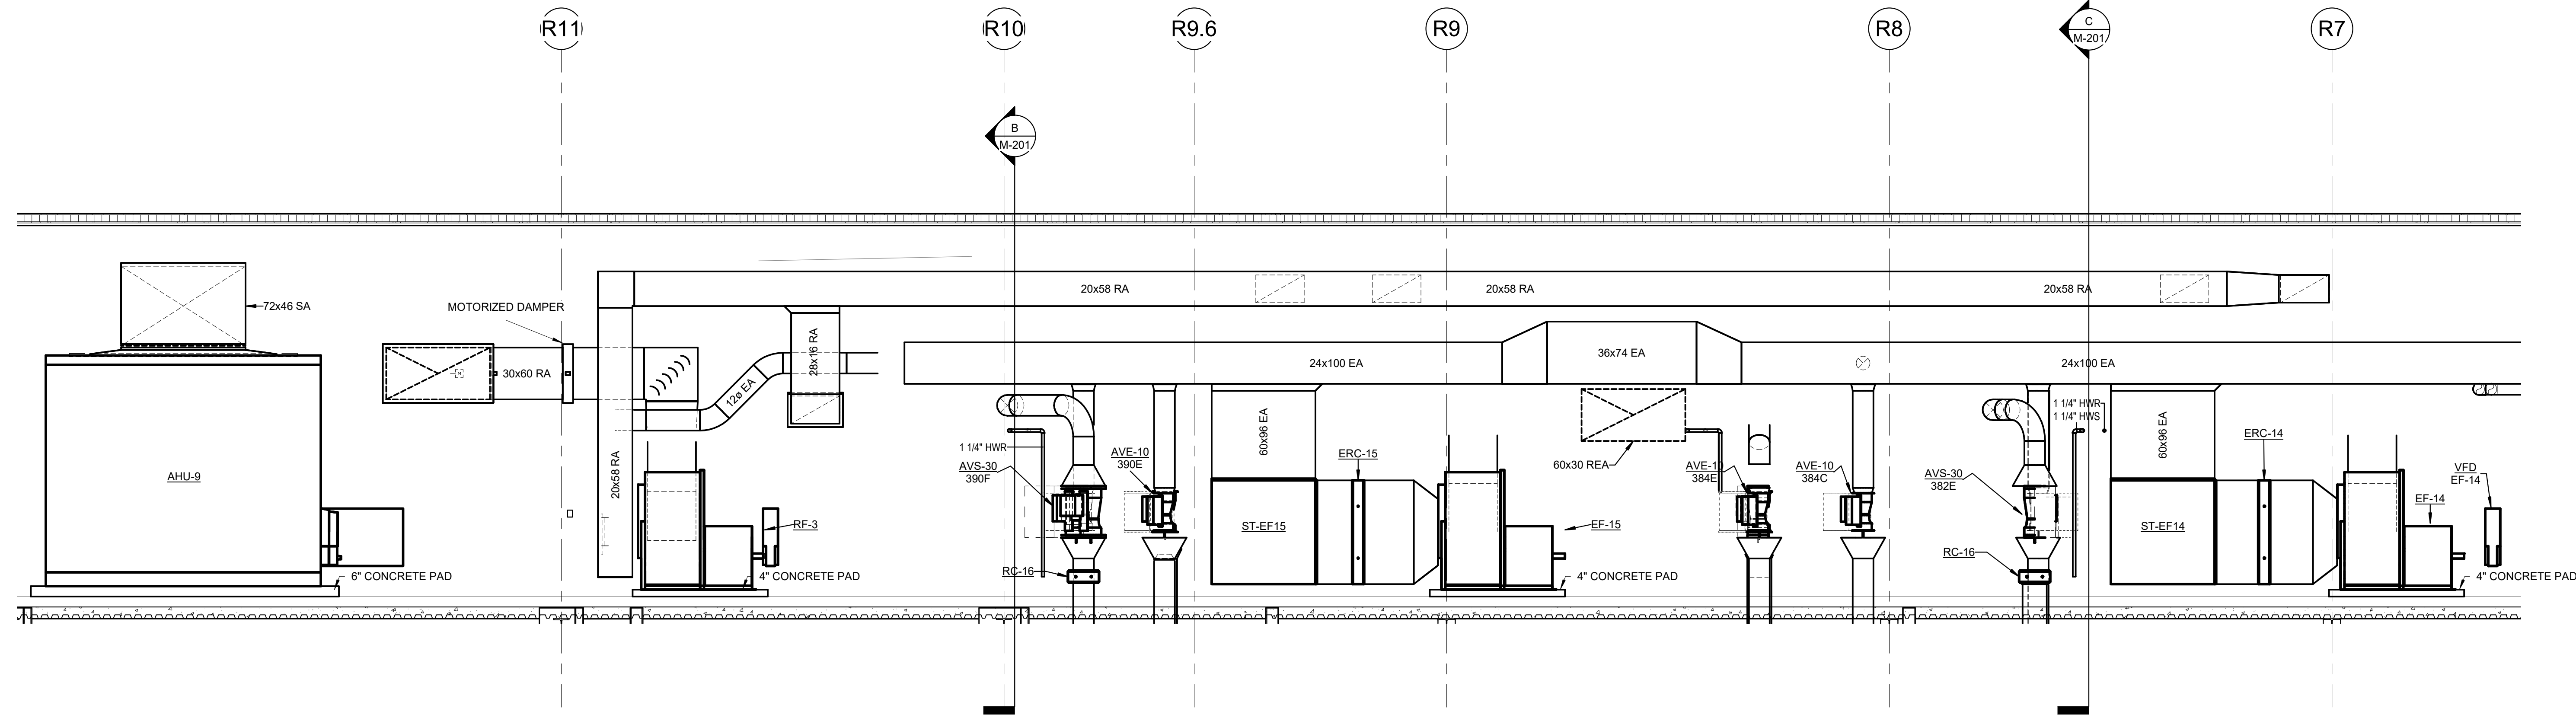 R11
R10
R9.6
R9
R8
C
M-201
R7
B
M-201
72x46 SA
MOTORIZED DAMPER
20x58 RA
20x58 RA
20x58 RA
30x60 RA
28x16 RA
12ø EA
24x100 EA
36x74 EA
24x100 EA
1 1/4" HWR
1 1/4" HWS
60x96 EA
60x96 EA
1 1/4" HWR
AVS-30
390F
AVE-10
390E
ERC-15
60x30 REA
AVE-10
384E
AVE-10
384C
AVS-30
382E
ERC-14
VFD
EF-14
EF-14
AHU-9
20x58 RA
RF-3
ST-EF15
EF-15
ST-EF14
RC-16
RC-16
6" CONCRETE PAD
4" CONCRETE PAD
4" CONCRETE PAD
4" CONCRETE PAD
M